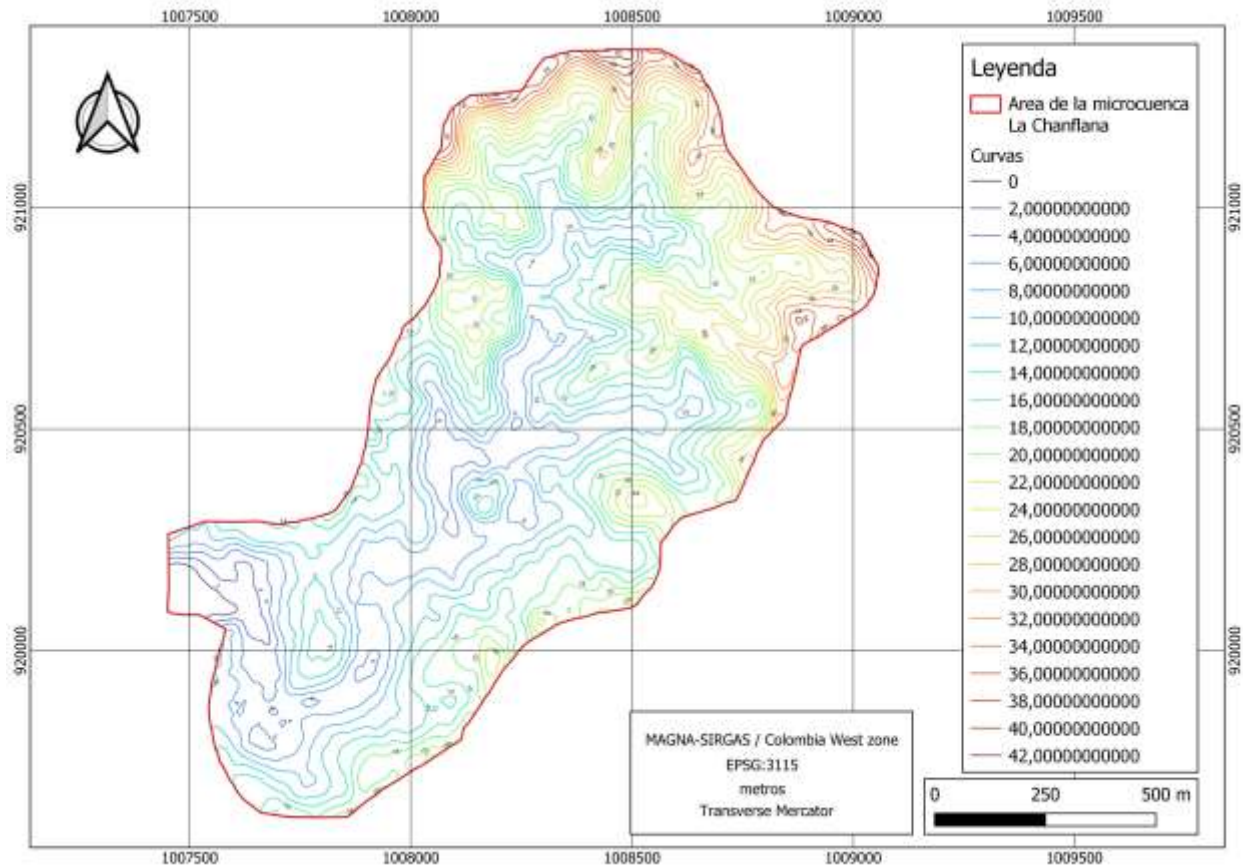 1007500 1008000 1008500 1009000 1009500
921000 921000
920500 920500
920000 920000
Leyenda
Area de la microcuenca
La Chanflana
Curvas
0
2,00000000000
4,00000000000
6,00000000000
8,00000000000
10,00000000000
12,00000000000
14,00000000000
16,00000000000
18,00000000000
20,00000000000
22,00000000000
24,00000000000
26,00000000000
28,00000000000
30,00000000000
32,00000000000
34,00000000000
36,00000000000
38,00000000000
40,00000000000
42,00000000000
MAGNA-SIRGAS / Colombia West zone
EPSG:3115
metros
Transverse Mercator
0 250 500 m
1007500 1008000 1008500 1009000 1009500